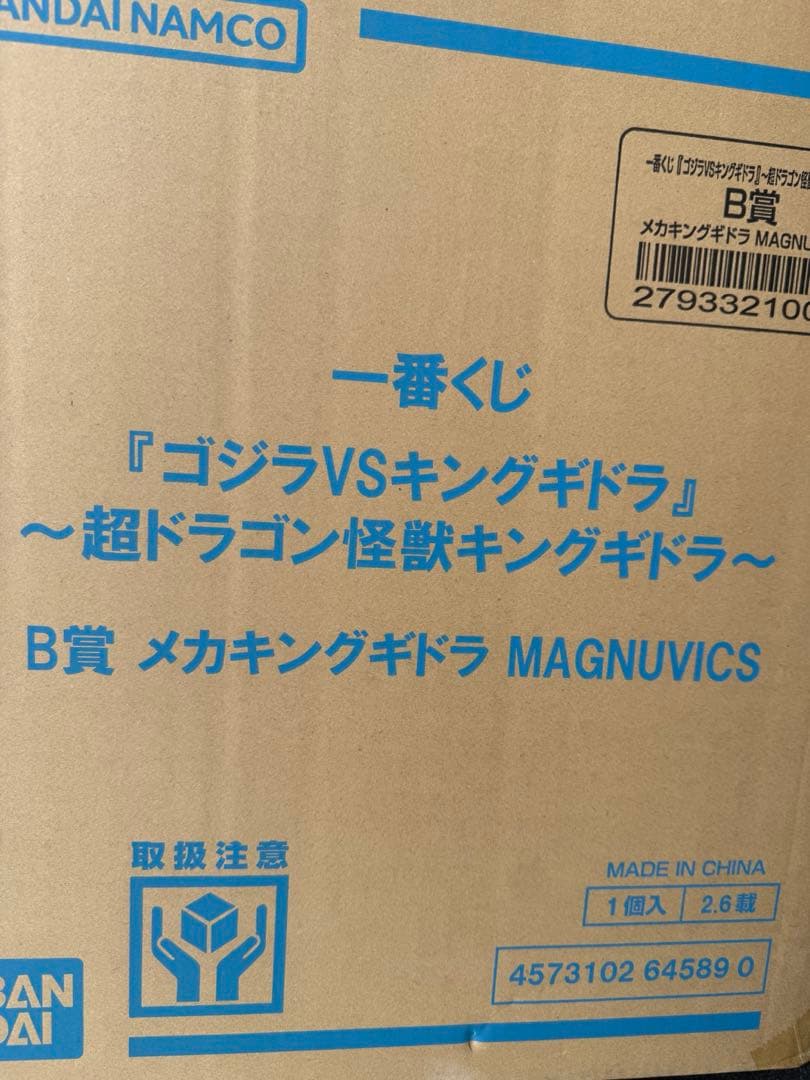 BANDAI NAMCO
一番くじ『ゴジラVSキングギドラ』～超ドラゴン怪
B賞
メカキングギドラ MAGNU
279332100
一番くじ
『ゴジラVSキングギドラ』
～超ドラゴン怪獣キングギドラ～
B賞 メカキングギドラ MAGNUVICS
取扱注意
MADE IN CHINA
1個入 2.6載
4573102 64589 0
BAN
DAI